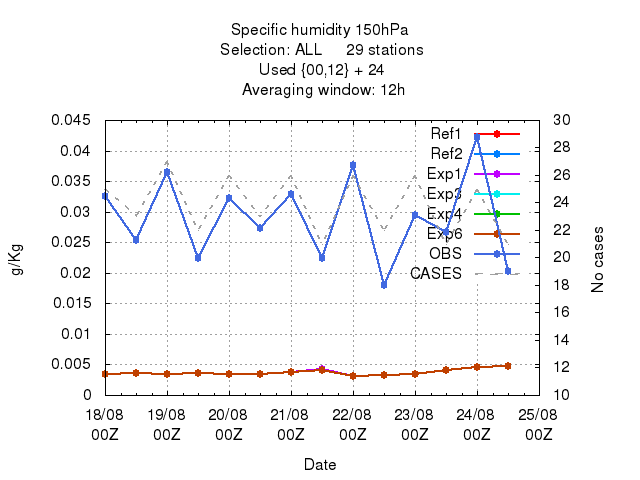 Specific humidity 150hPa
Selection: ALL 29 stations
Used {00,12} + 24
Averaging window: 12h
0.045
0.04
0.035
0.03
0.025
0.02
0.015
0.01
0.005
0
30
28
26
24
22
20
18
16
14
12
10
g/Kg
No cases
Ref1
Ref2
Exp1
Exp3
Exp4
Exp6
OBS
CASES
18/08 19/08 20/08 21/08 22/08 23/08 24/08 25/08
00Z 00Z 00Z 00Z 00Z 00Z 00Z 00Z
Date